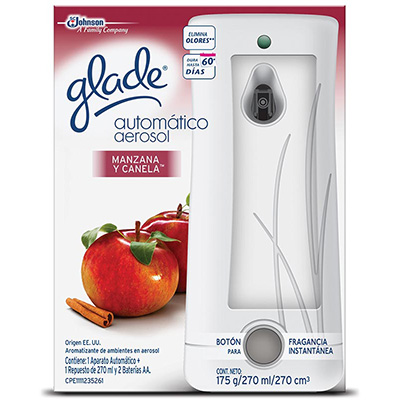 SC Johnson
A Family Company
glade®
automático
aerosol
MANZANA
Y CANELA™
ELIMINA
OLORES**
DURA HASTA 60*
DÍAS
Origen EE. UU.
Aromatizante de ambientes en aerosol
Contiene: 1 Aparato Automático +
1 Repuesto de 270 ml y 2 Baterías AA.
CPE1111235261
BOTÓN PARA
FRAGANCIA INSTANTÁNEA
CONT. NETO:
175 g/270 ml/270 cm³